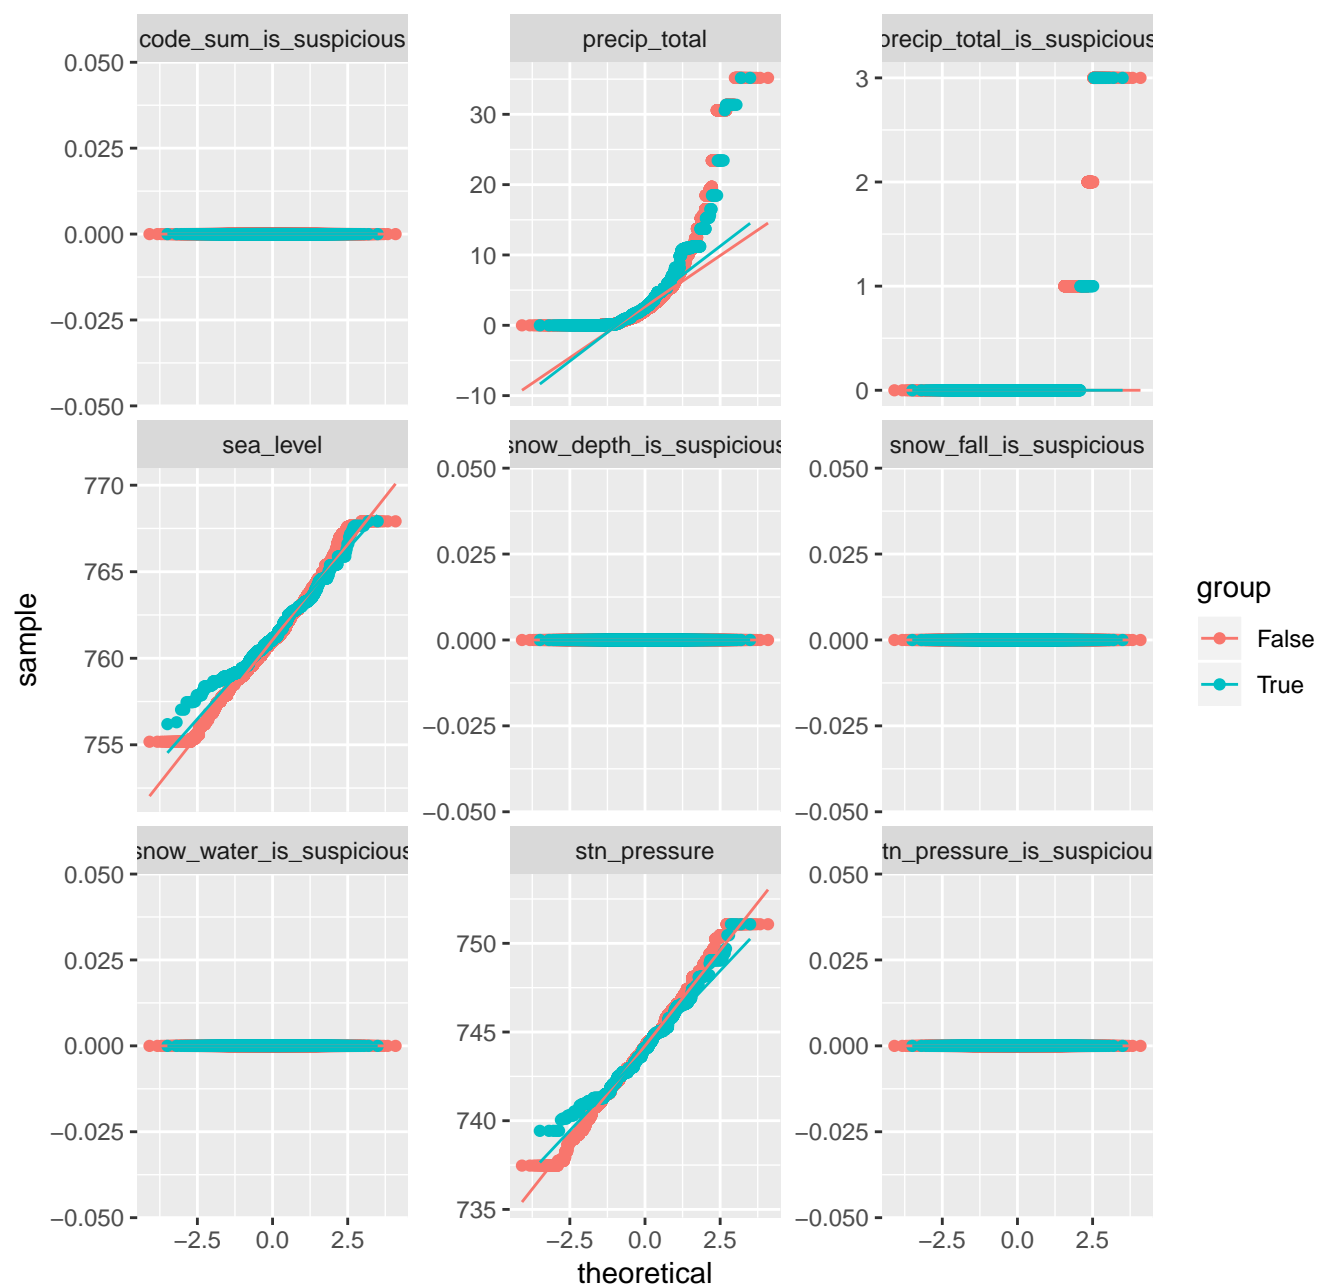 code_sum_is_suspicious
precip_total
precip_total_is_suspicious
0.050
0.025
0.000
−0.025
−0.050
30
20
10
0
−10
3
2
1
0
sea_level
snow_depth_is_suspicious
snow_fall_is_suspicious
770
765
760
755
0.050
0.025
0.000
−0.025
−0.050
0.050
0.025
0.000
−0.025
−0.050
snow_water_is_suspicious
stn_pressure
tn_pressure_is_suspiciou
0.050
0.025
0.000
−0.025
−0.050
750
745
740
735
0.050
0.025
0.000
−0.025
−0.050
−2.5 0.0 2.5
−2.5 0.0 2.5
−2.5 0.0 2.5
theoretical
sample
group
False
True